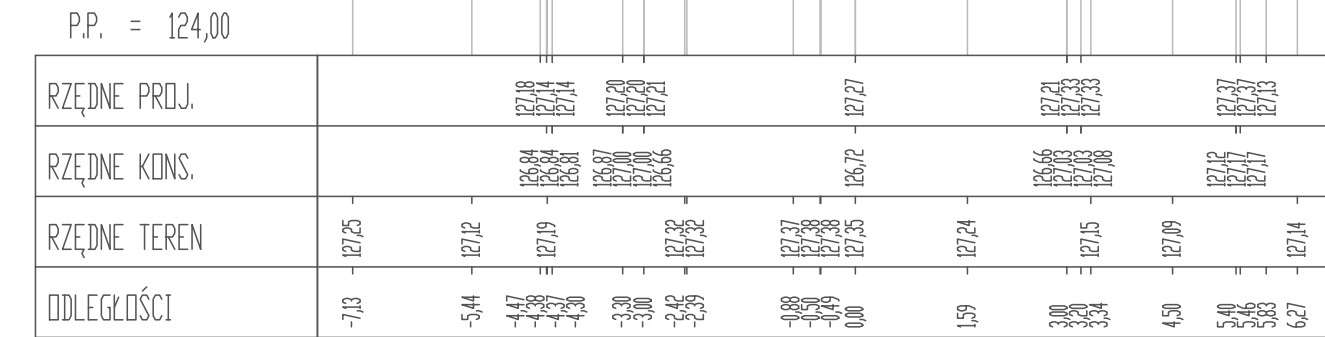 P.P. = 124,00
RZĘDNE PROJ. 127,18 127,14 127,14 127,20 127,20 127,21 127,27 127,21 127,33 127,33 127,37 127,37 127,13
RZĘDNE KONS. 126,84 126,84 126,81 126,87 127,00 127,00 126,66 126,72 126,66 127,03 127,03 127,08 127,12 127,17 127,17
RZĘDNE TEREN 127,25 127,12 127,19 127,32 127,32 127,37 127,38 127,38 127,35 127,24 127,15 127,09 127,14
ODLEGŁOŚCI -7,13 -5,44 -4,47 -4,38 -4,37 -4,30 -3,30 -3,00 -2,42 -2,39 -0,88 -0,50 -0,49 0,00 1,59 3,00 3,20 3,34 4,50 5,40 5,46 5,83 6,27